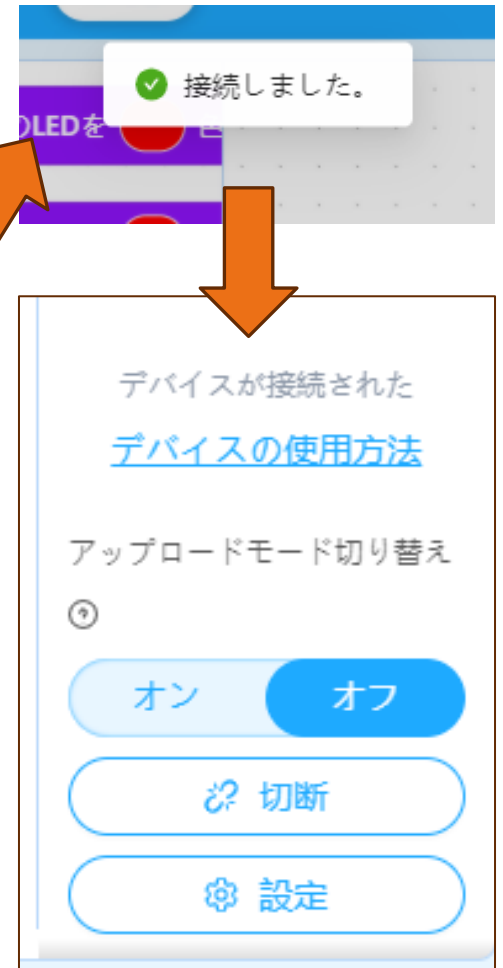 接続しました。
LEDを
デバイスが接続された
デバイスの使用方法
アップロードモード切り替え
オン
オフ
切断
設定